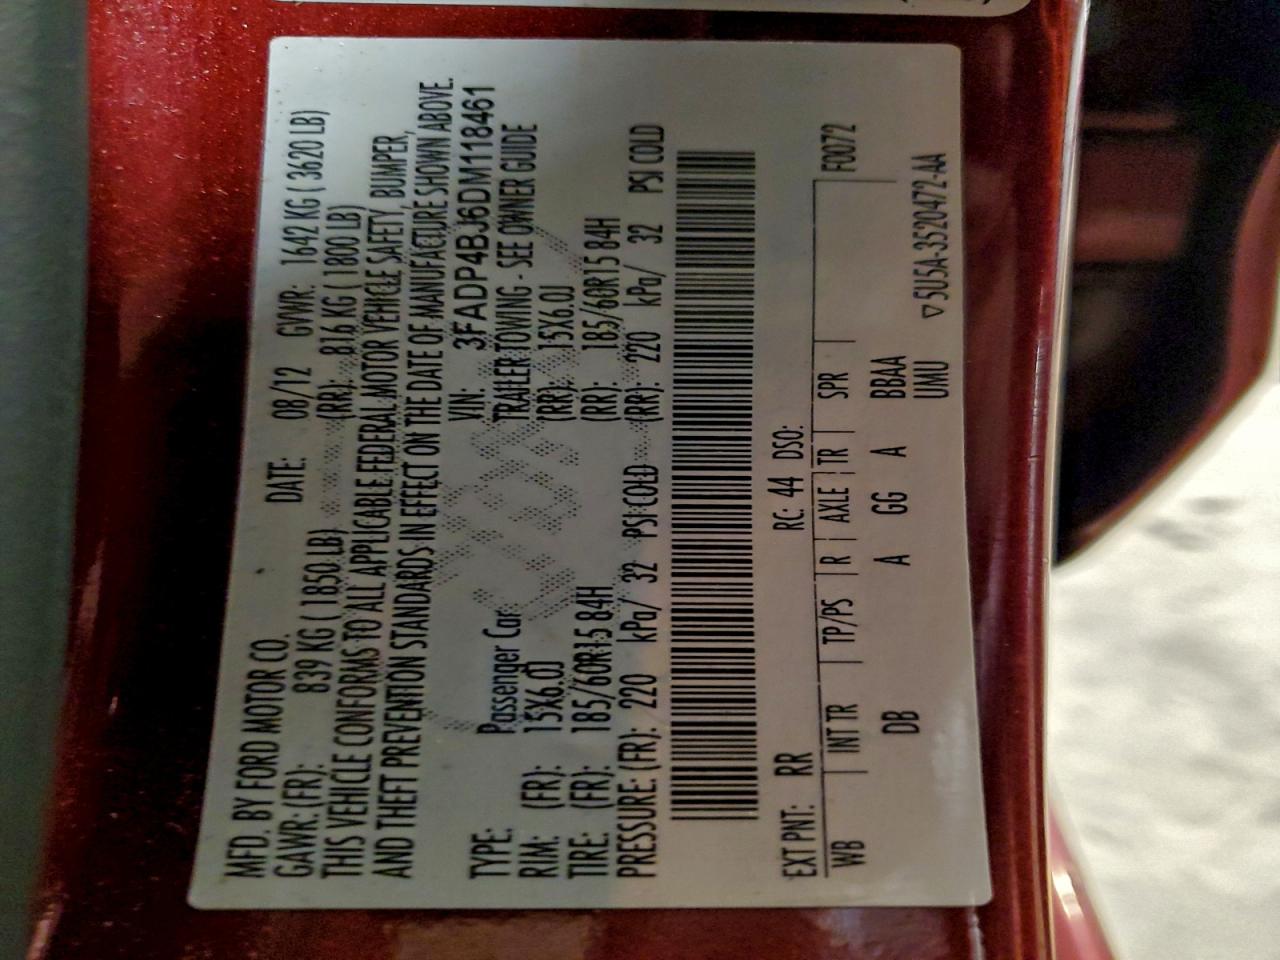 MFD. BY FORD MOTOR CO.
DATE: 08/12 GVWR: 1642 KG ( 3620 LB)
GAWR: (FR): 839 KG ( 1850 LB) (RR): 816 KG ( 1800 LB)
THIS VEHICLE CONFORMS TO ALL APPLICABLE FEDERAL MOTOR VEHICLE SAFETY, BUMPER,
AND THEFT PREVENTION STANDARDS IN EFFECT ON THE DATE OF MANUFACTURE SHOWN ABOVE.
VIN: 3FADP4BJ6DM118461
TYPE: Passenger Car TRAILER TOWING - SEE OWNER GUIDE
RIM: (FR): 15X6.0J (RR): 15X6.0J
TIRE: (FR): 185/60R15 84H (RR): 185/60R15 84H
PRESSURE: (FR): 220 kPa/ 32 PSI COLD (RR): 220 kPa/ 32 PSI COLD
EXT PNT: RR RC: 44 DSO: F0072
WB INT TR TP/PS R AXLE TR SPR
DB A GG A BBAA
UMU
▽5U5A-3520472-AA